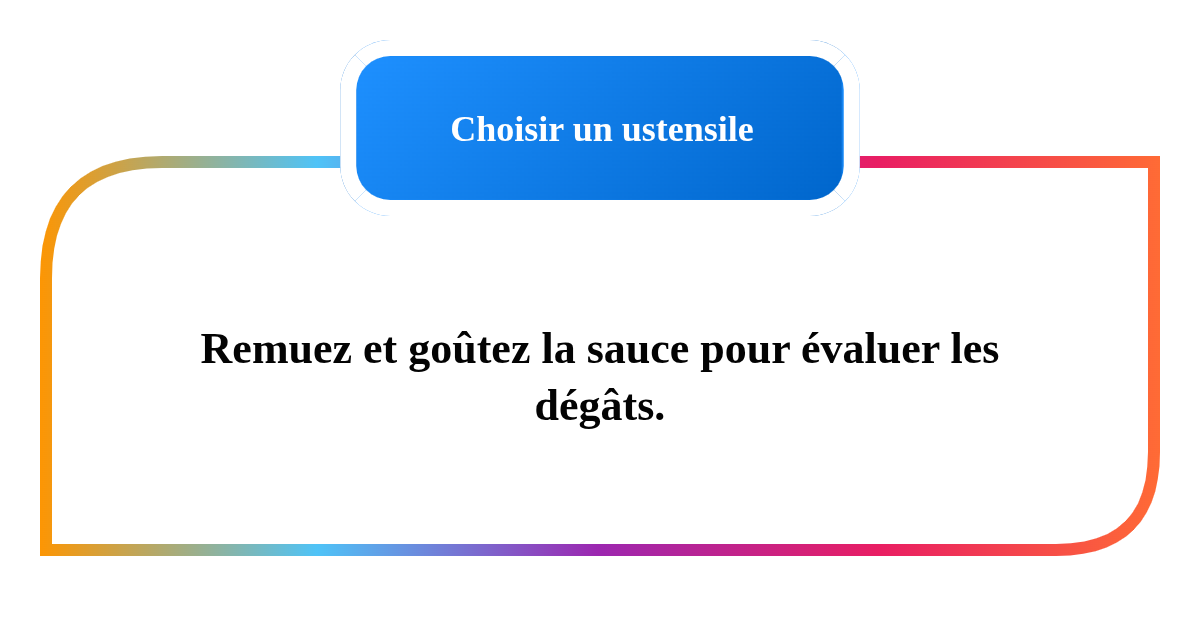 Choisir un ustensile
Remuez et goûtez la sauce pour évaluer les
dégâts.